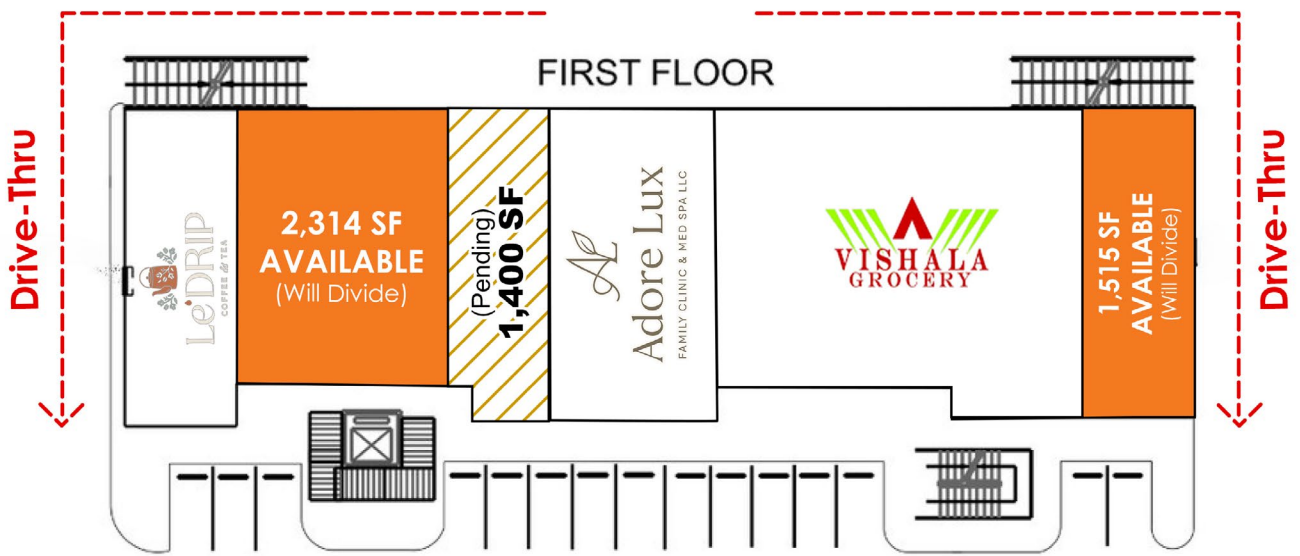 FIRST FLOOR
Drive-Thru
Le'DRIP
COFFEE & TEA
2,314 SF
AVAILABLE
(Will Divide)
(Pending)
1,400 SF
AL
Adore Lux
FAMILY CLINIC & MED SPA LLC
VISHALA
GROCERY
1,515 SF
AVAILABLE
(Will Divide)
Drive-Thru